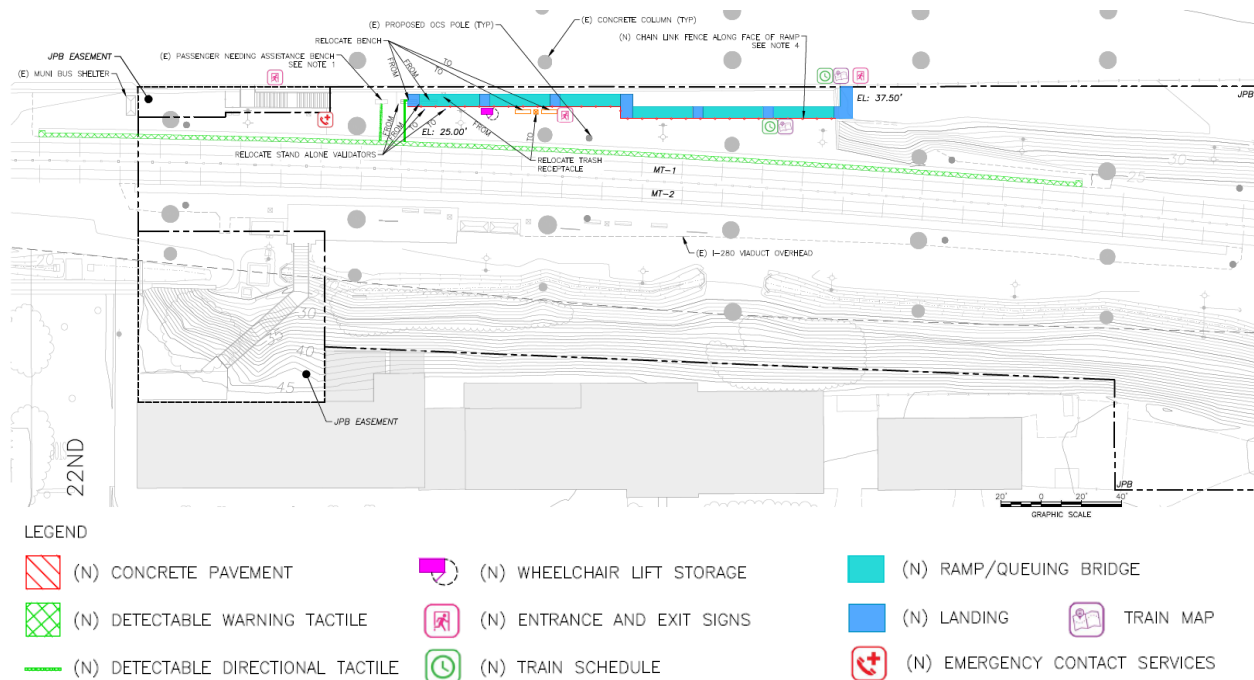 (E) PROPOSED OCS POLE (TYP)
(E) CONCRETE COLUMN (TYP)
RELOCATE BENCH
(N) CHAIN LINK FENCE ALONG FACE OF RAMP
SEE NOTE 4
JPB EASEMENT
(E) PASSENGER NEEDING ASSISTANCE BENCH
SEE NOTE 1
(E) MUNI BUS SHELTER
FROM
FROM
TO
TO
TO
TO
EL: 37.50'
JPB
JPB
FROM
FROM
TO
TO
EL: 25.00'
FROM
TO
RELOCATE STAND ALONE VALIDATORS
RELOCATE TRASH
RECEPTACLE
MT-1
MT-2
30
25
(E) I-280 VIADUCT OVERHEAD
20
30
35
40
45
JPB EASEMENT
22ND
JPB
20' 0 20' 40'
GRAPHIC SCALE
LEGEND
(N) CONCRETE PAVEMENT
(N) WHEELCHAIR LIFT STORAGE
(N) RAMP/QUEUING BRIDGE
(N) DETECTABLE WARNING TACTILE
(N) ENTRANCE AND EXIT SIGNS
(N) LANDING
TRAIN MAP
(N) DETECTABLE DIRECTIONAL TACTILE
(N) TRAIN SCHEDULE
(N) EMERGENCY CONTACT SERVICES